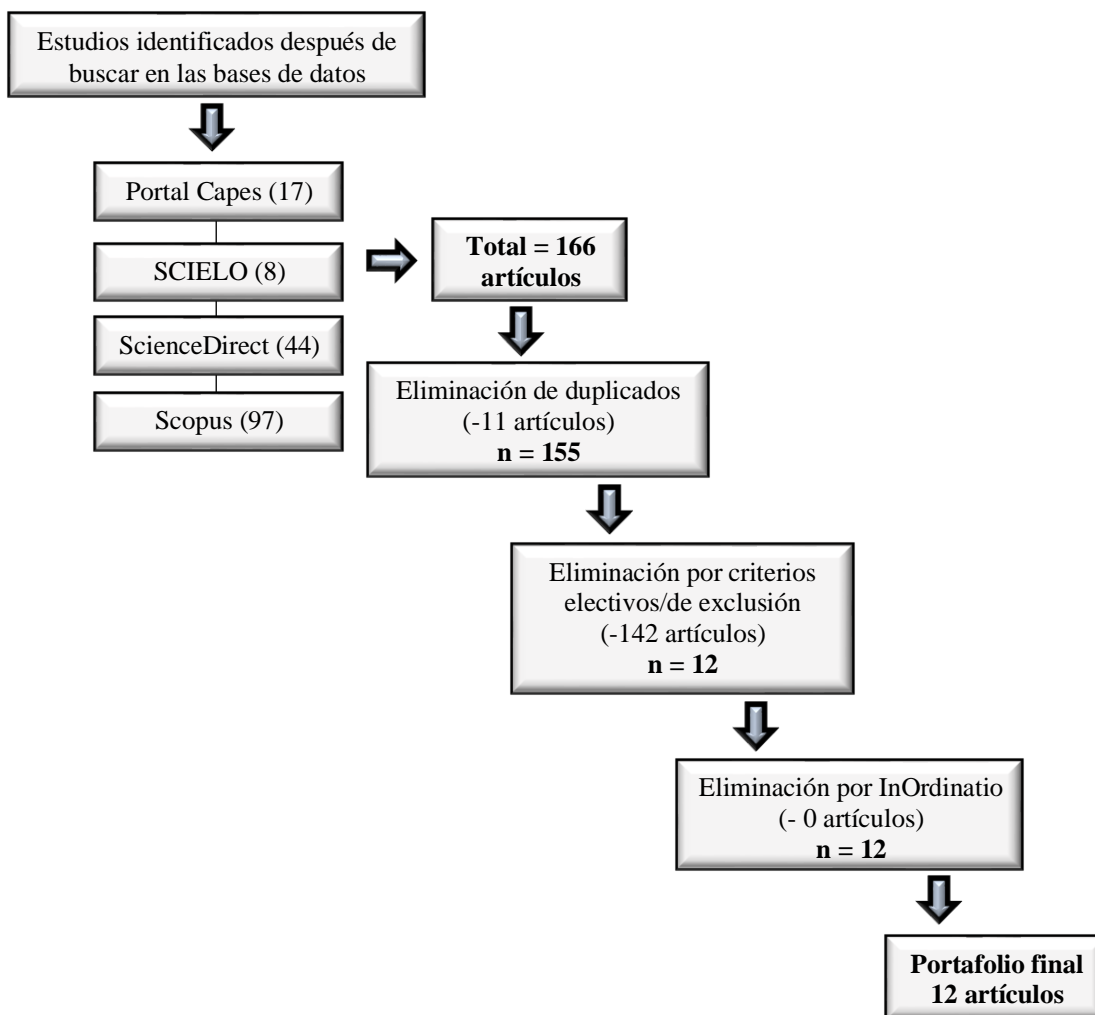 Estudios identificados después de
buscar en las bases de datos
Portal Capes (17)
SCIELO (8)
ScienceDirect (44)
Scopus (97)
Total = 166
artículos
Eliminación de duplicados
(-11 artículos)
n = 155
Eliminación por criterios
electivos/de exclusión
(-142 artículos)
n = 12
Eliminación por InOrdinatio
(- 0 artículos)
n = 12
Portafolio final
12 artículos